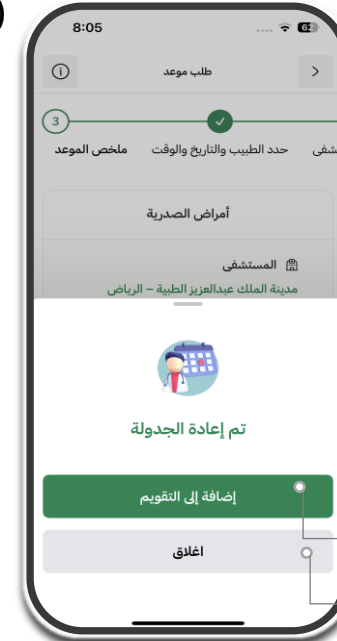 8:05
62
طلب موعد
شفى
حدد الطبيب والتاريخ والوقت
ملخص الموعد
3
أمراض الصدرية
المستشفى
مدينة الملك عبدالعزيز الطبية – الرياض
تم إعادة الجدولة
إضافة إلى التقويم
اغلاق